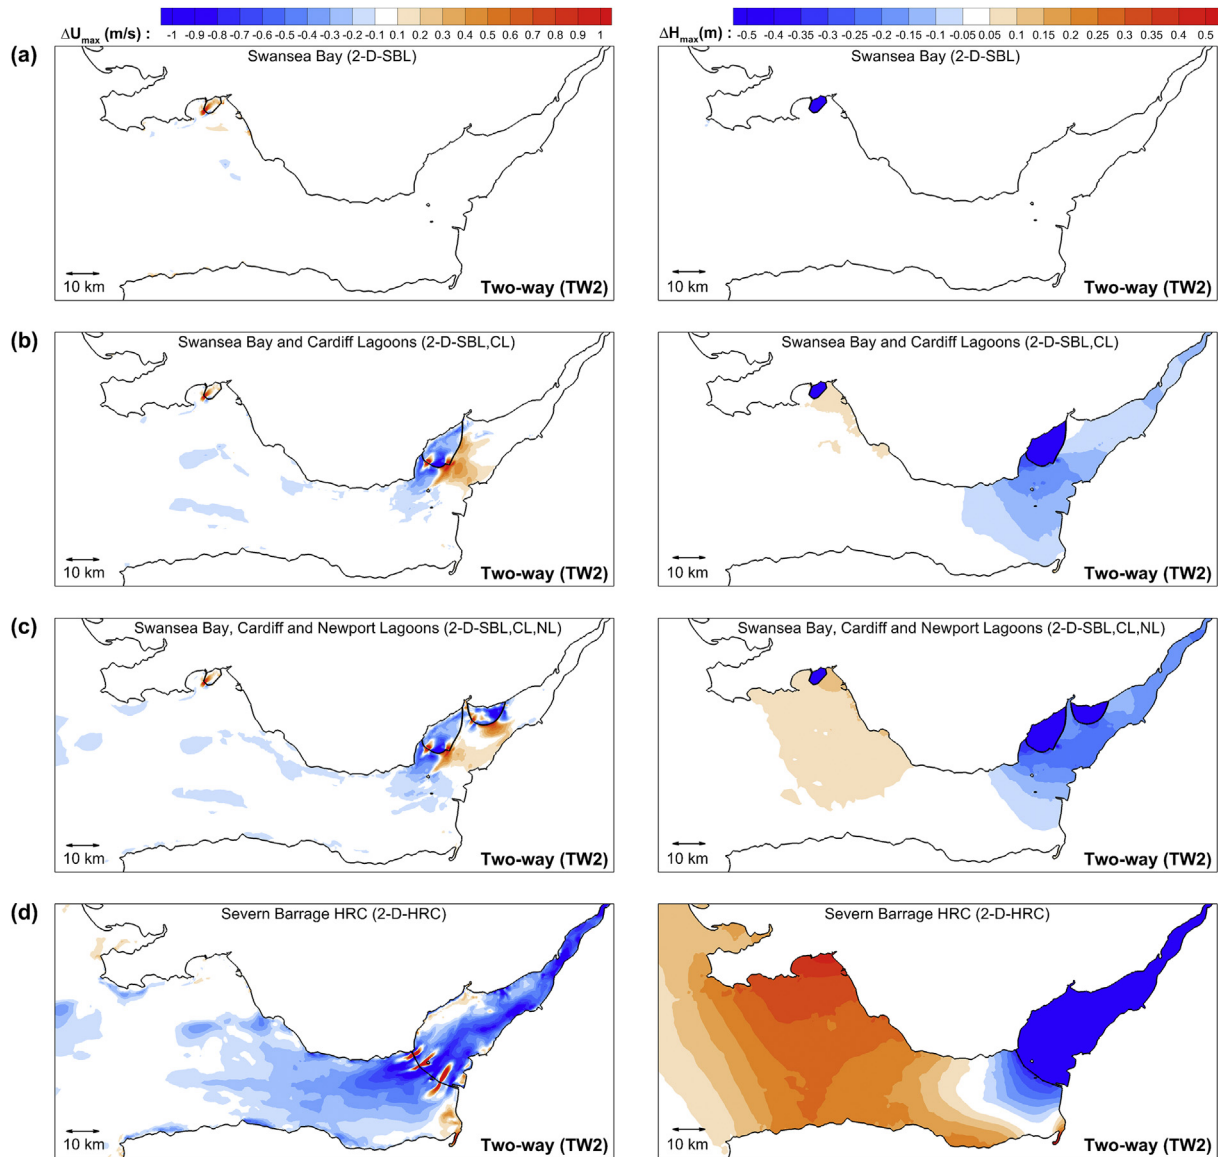 ΔUmax (m/s) : -1 -0.9 -0.8 -0.7 -0.6 -0.5 -0.4 -0.3 -0.2 -0.1 0.1 0.2 0.3 0.4 0.5 0.6 0.7 0.8 0.9 1
ΔHmax(m) : -0.5 -0.4 -0.35 -0.3 -0.25 -0.2 -0.15 -0.1 -0.05 0.05 0.1 0.15 0.2 0.25 0.3 0.35 0.4 0.5
(a)
Swansea Bay (2-D-SBL)
10 km
Two-way (TW2)
Swansea Bay (2-D-SBL)
10 km
Two-way (TW2)
(b)
Swansea Bay and Cardiff Lagoons (2-D-SBL,CL)
10 km
Two-way (TW2)
Swansea Bay and Cardiff Lagoons (2-D-SBL,CL)
10 km
Two-way (TW2)
(c)
Swansea Bay, Cardiff and Newport Lagoons (2-D-SBL,CL,NL)
10 km
Two-way (TW2)
Swansea Bay, Cardiff and Newport Lagoons (2-D-SBL,CL,NL)
10 km
Two-way (TW2)
(d)
Severn Barrage HRC (2-D-HRC)
10 km
Two-way (TW2)
Severn Barrage HRC (2-D-HRC)
10 km
Two-way (TW2)